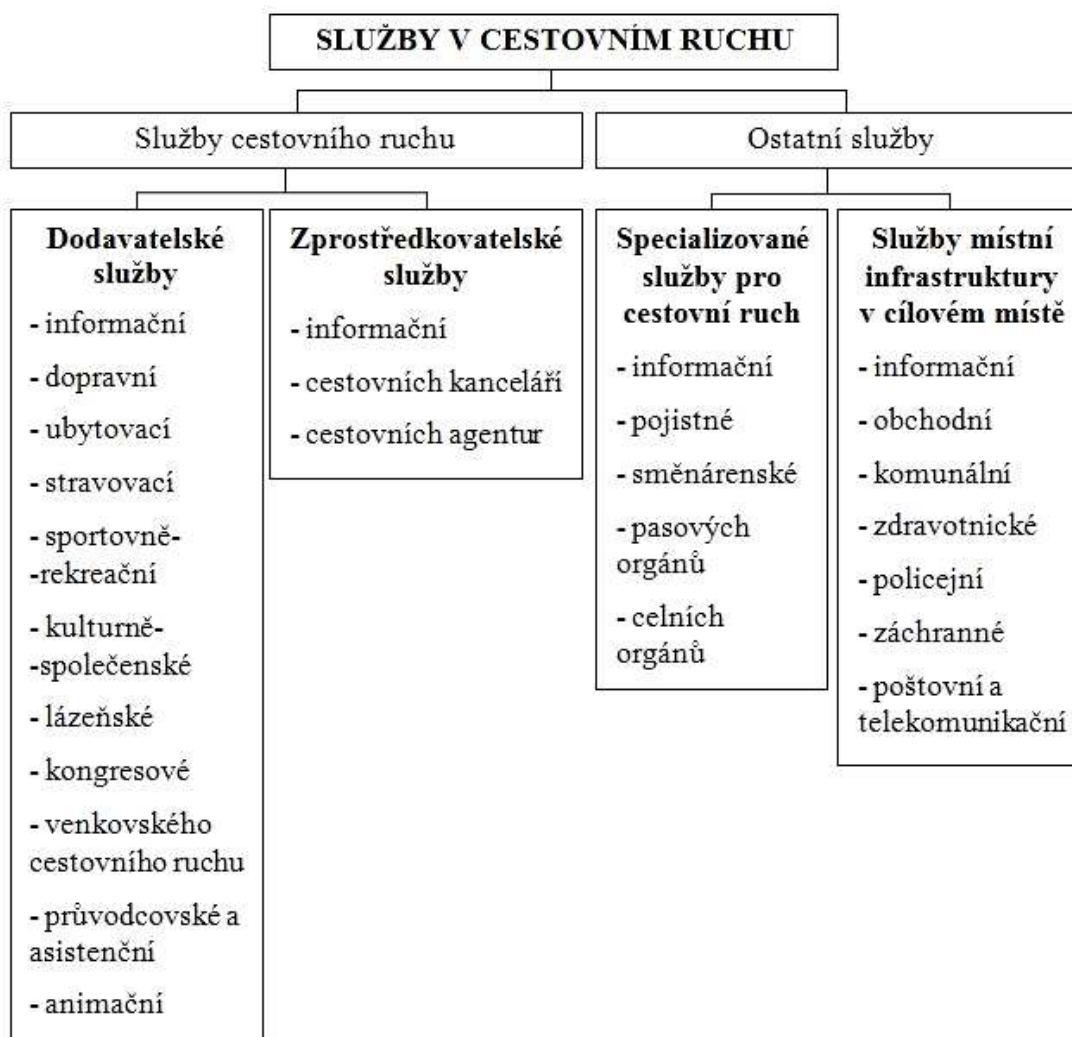 SLUŽBY V CESTOVNÍM RUCHU
Služby cestovního ruchu
Ostatní služby
Dodavatelské
služby
- informační
- dopravní
- ubytovací
- stravovací
- sportovně-
-rekreační
- kulturně-
-společenské
- lázeňské
- kongresové
- venkovského
cestovního ruchu
- průvodcovské a
asistenční
- animační
Zprostředkovatelské
služby
- informační
- cestovních kanceláří
- cestovních agentur
Specializované
služby pro
cestovní ruch
- informační
- pojistné
- směnárenské
- pasových
orgánů
- celních
orgánů
Služby místní
infrastruktury
v cílovém místě
- informační
- obchodní
- komunální
- zdravotnické
- policejní
- záchranné
- poštovní a
telekomunikační